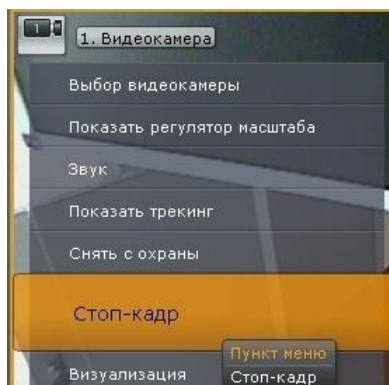 1
1. Видеокамера
Выбор видеокамеры
Показать регулятор масштаба
Звук
Показать трекинг
Снять с охраны
Стоп-кадр
Визуализация
Пункт меню
Стоп-кадр